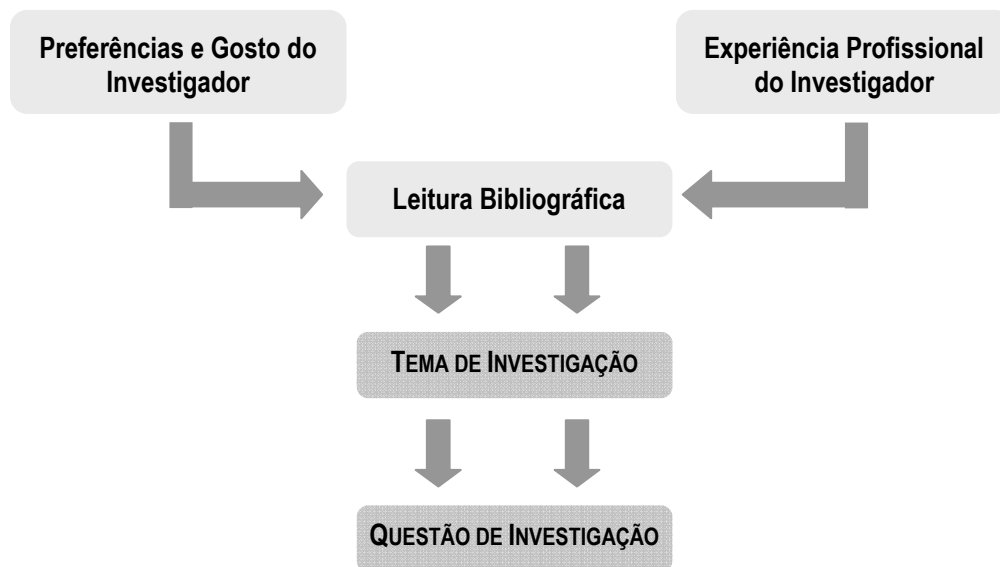 Preferências e Gosto do
Investigador
Experiência Profissional
do Investigador
Leitura Bibliográfica
TEMA DE INVESTIGAÇÃO
QUESTÃO DE INVESTIGAÇÃO